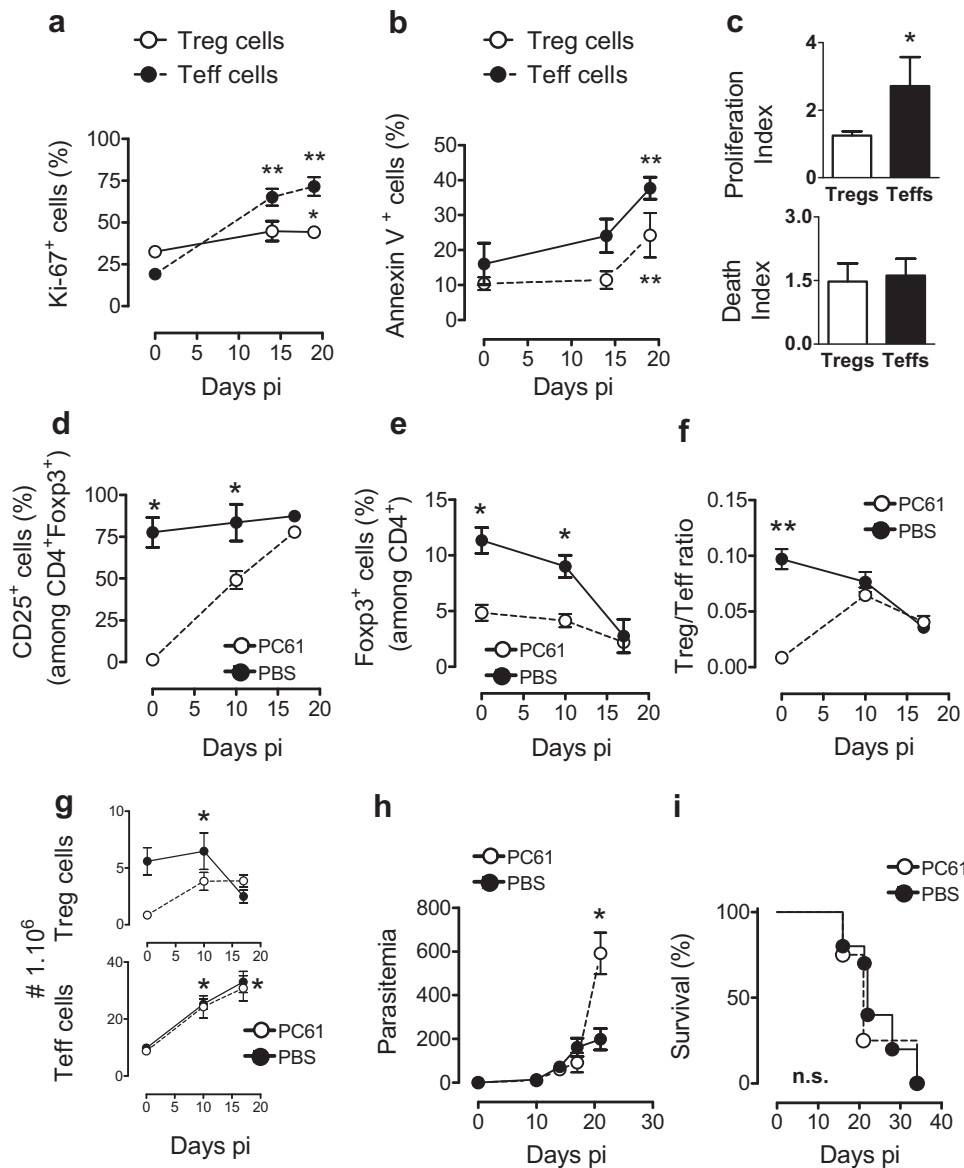 a
Treg cells
Teff cells
Ki-67+ cells (%)
100
75
50
25
0
** **
*
0 5 10 15 20
Days pi
b
Treg cells
Teff cells
Annexin V + cells (%)
50
40
30
20
10
0
**
**
0 5 10 15 20
Days pi
c
Proliferation
Index
4
2
0
*
Tregs Teffs
Death
Index
3.0
1.5
0.0
Tregs Teffs
d
CD25+ cells (%)
(among CD4+Foxp3+)
100
75
50
25
0
* *
PC61
PBS
0 5 10 15 20
Days pi
e
Foxp3+ cells (%)
(among CD4+)
15
10
5
0
* *
PC61
PBS
0 5 10 15 20
Days pi
f
Treg/Teff ratio
0.15
0.10
0.05
0.00
**
PC61
PBS
0 5 10 15 20
Days pi
g
# 1.106
Treg cells
10
5
0
*
0 5 10 15 20
Teff cells
40
20
0
* *
PC61
PBS
0 5 10 15 20
Days pi
h
PC61
PBS
Parasitemia
800
600
400
200
0
*
0 10 20 30
Days pi
i
PC61
PBS
Survival (%)
100
50
0
n.s.
0 10 20 30 40
Days pi